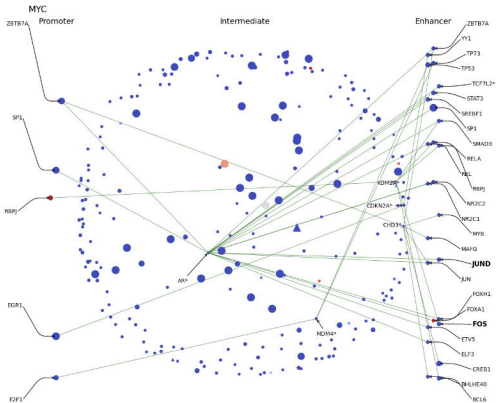 MYC
Promoter Intermediate Enhancer
ZBTB7A
SP1
RBPJ
EGR1
E2F1
KDM2B*
CDKN2A*
CHD3*
AR*
MDM4*
ZBTB7A
YY1
TP73
TP53
TCF7L2*
STAT3
SREBF1
SP1
SMAD3
RELA
REL
RBPJ
NR2C2
NR2C1
MYB
MAFG
JUND
JUN
FOXH1
FOXA1
FOS
ETV5
ELF3
CREB1
BHLHE40
BCL6